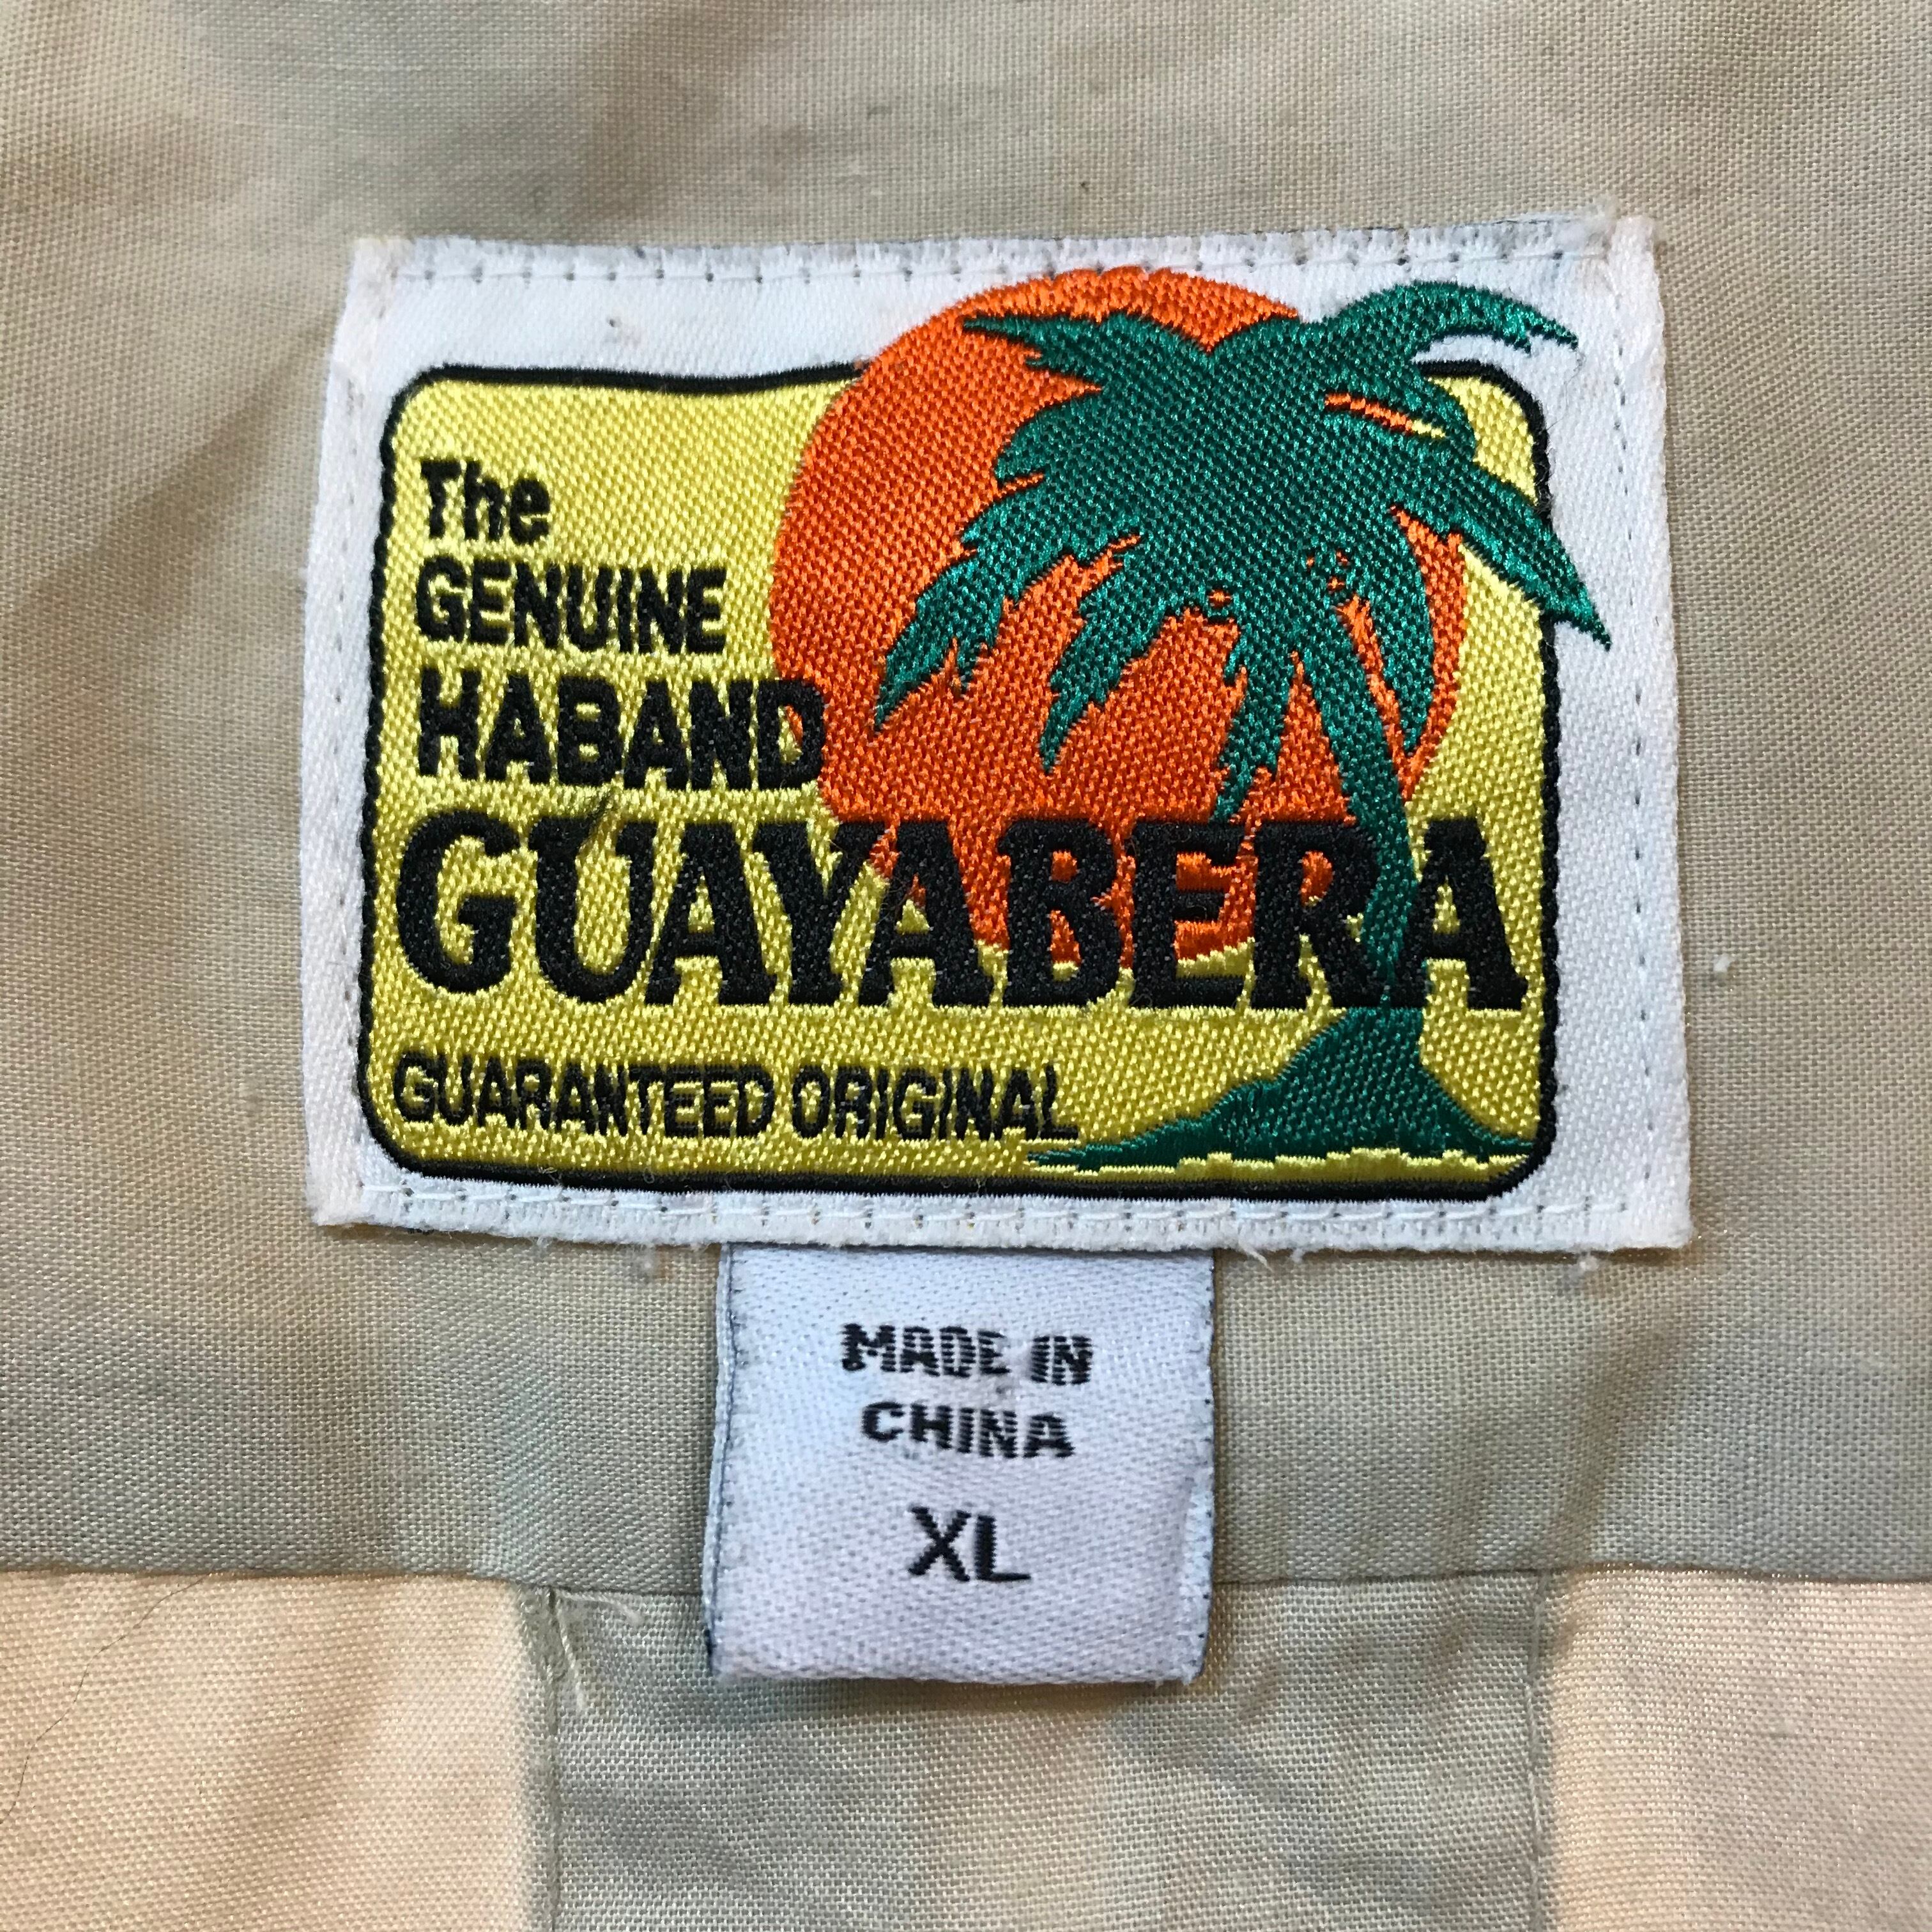 The
GENUINE
HABAND
GUAYABERA
GUARANTEED ORIGINAL
MADE IN
CHINA
XL